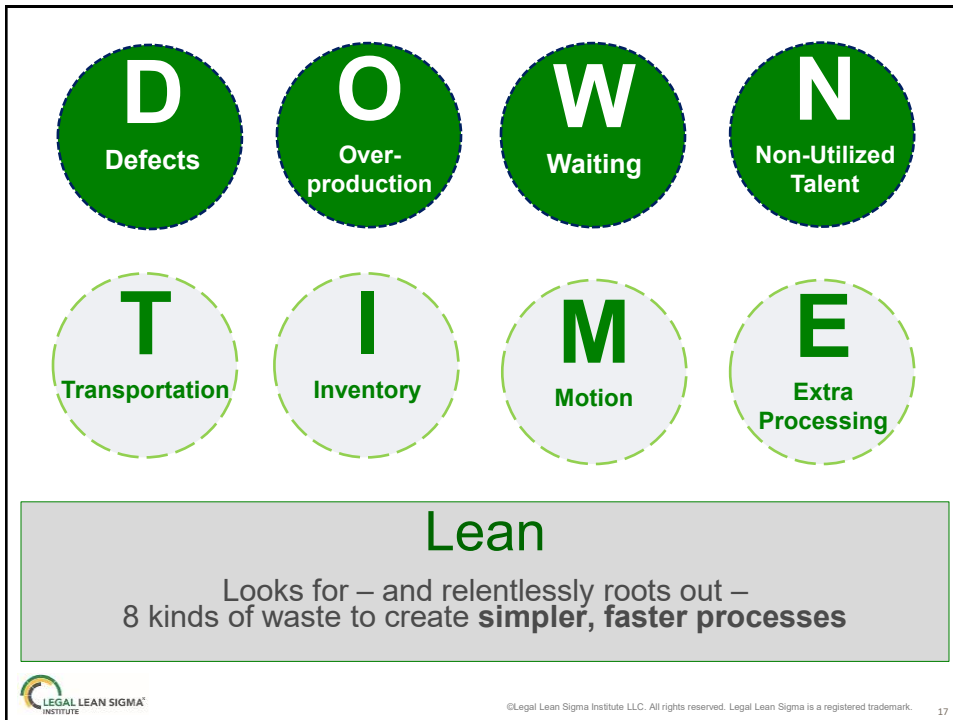 D
Defects
O
Over-
production
W
Waiting
N
Non-Utilized
Talent
T
Transportation
I
Inventory
M
Motion
E
Extra
Processing
Lean
Looks for – and relentlessly roots out –
8 kinds of waste to create simpler, faster processes
LEGAL LEAN SIGMA
INSTITUTE
©Legal Lean Sigma Institute LLC. All rights reserved. Legal Lean Sigma is a registered trademark.
17